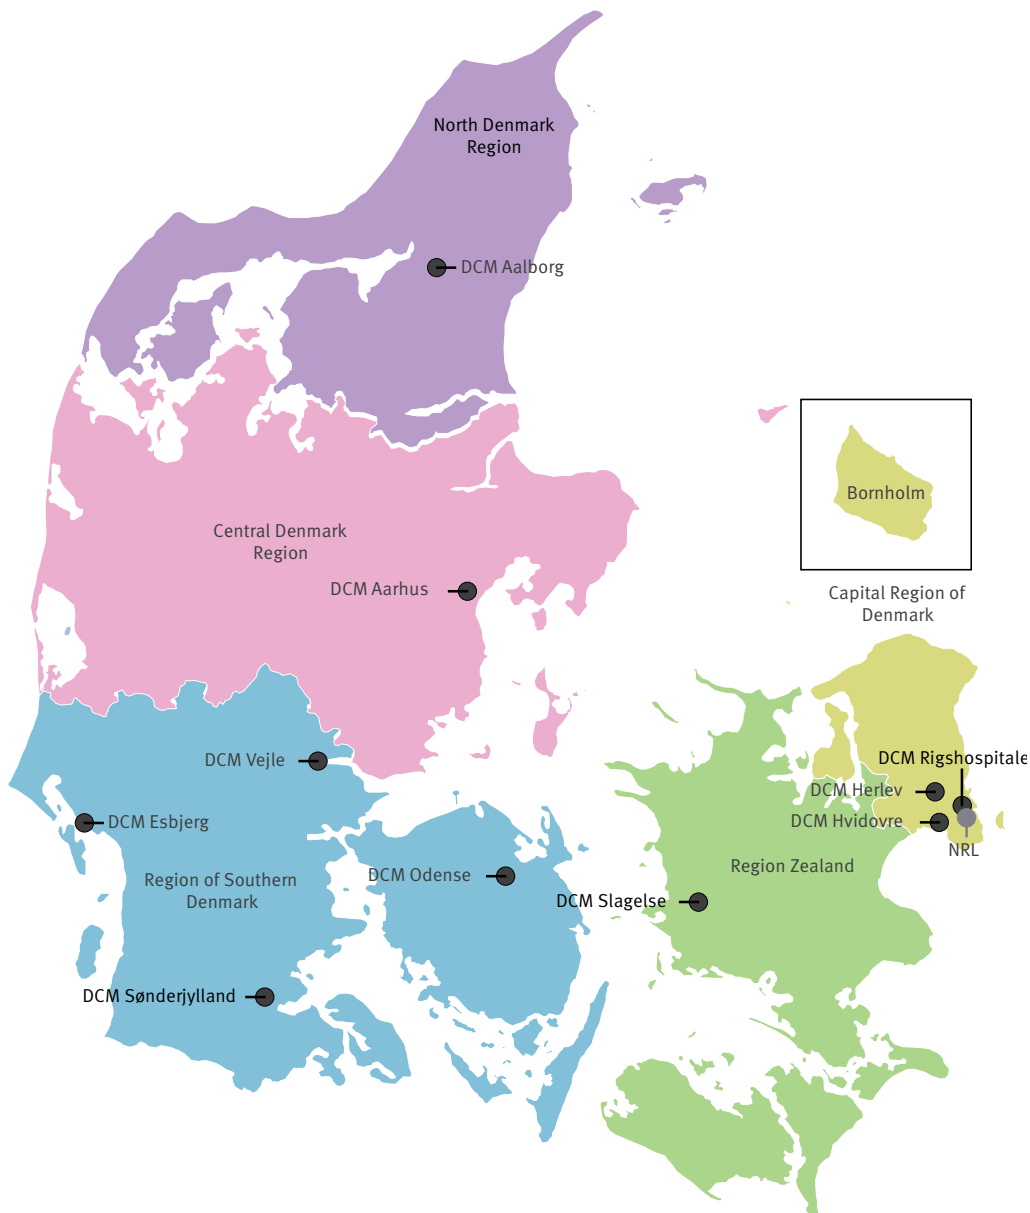 North Denmark
Region
DCM Aalborg
Bornholm
Central Denmark
Region
DCM Aarhus
Capital Region of
Denmark
DCM Vejle
DCM Rigshospitale
DCM Herlev
DCM Esbjerg
DCM Hvidovre
NRL
Region Zealand
DCM Odense
Region of Southern
Denmark
DCM Slagelse
DCM Sønderjylland